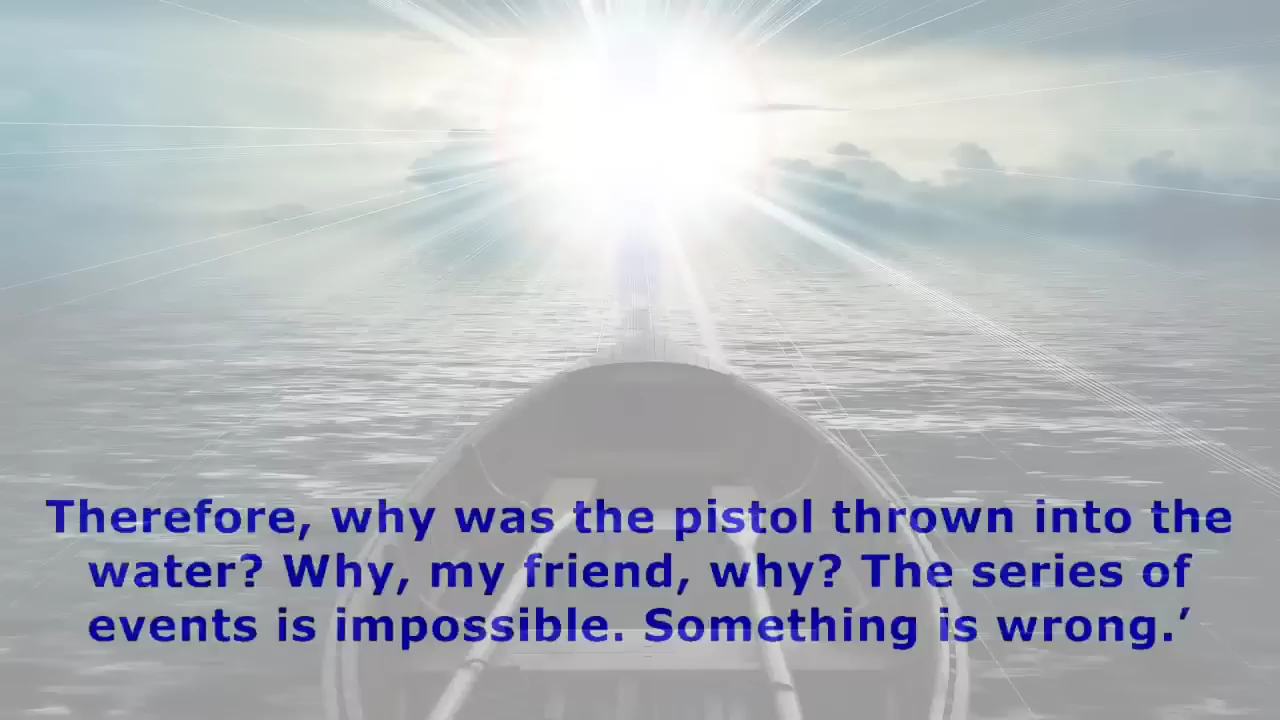 Therefore, why was the pistol thrown into the
water? Why, my friend, why? The series of
events is impossible. Something is wrong.’